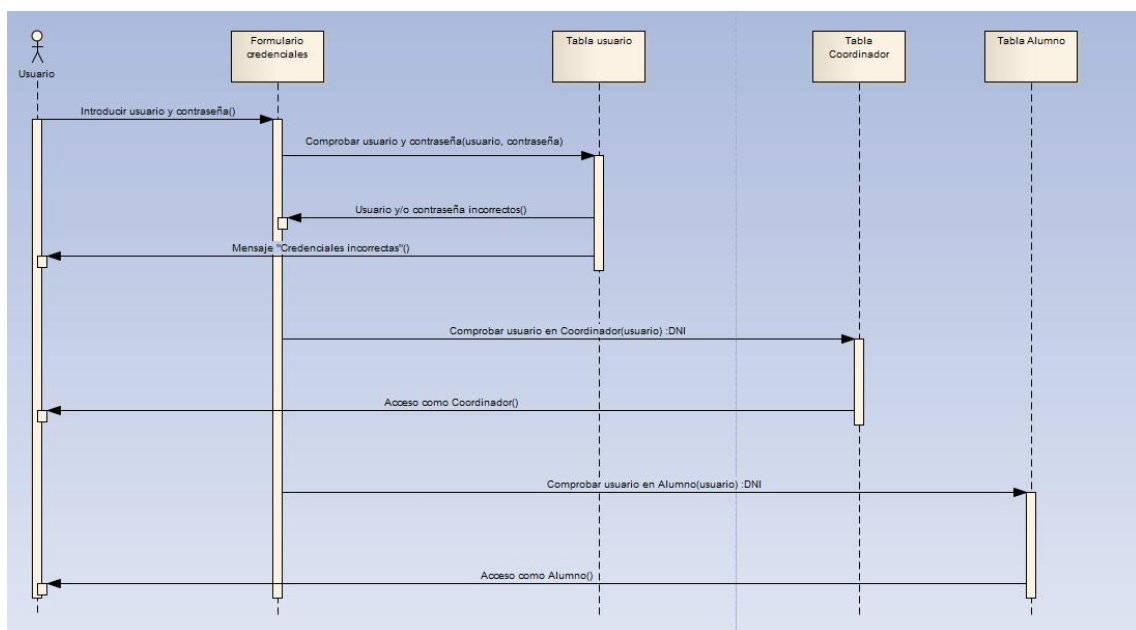 Formulario
credenciales
Tabla usuario
Tabla
Coordinador
Tabla Alumno
Usuario
Introducir usuario y contraseña()
Comprobar usuario y contraseña(usuario, contraseña)
Usuario y/o contraseña incorrectos()
Mensaje "Credenciales incorrectas"()
Comprobar usuario en Coordinador(usuario) :DNI
Acceso como Coordinador()
Comprobar usuario en Alumno(usuario) :DNI
Acceso como Alumno()